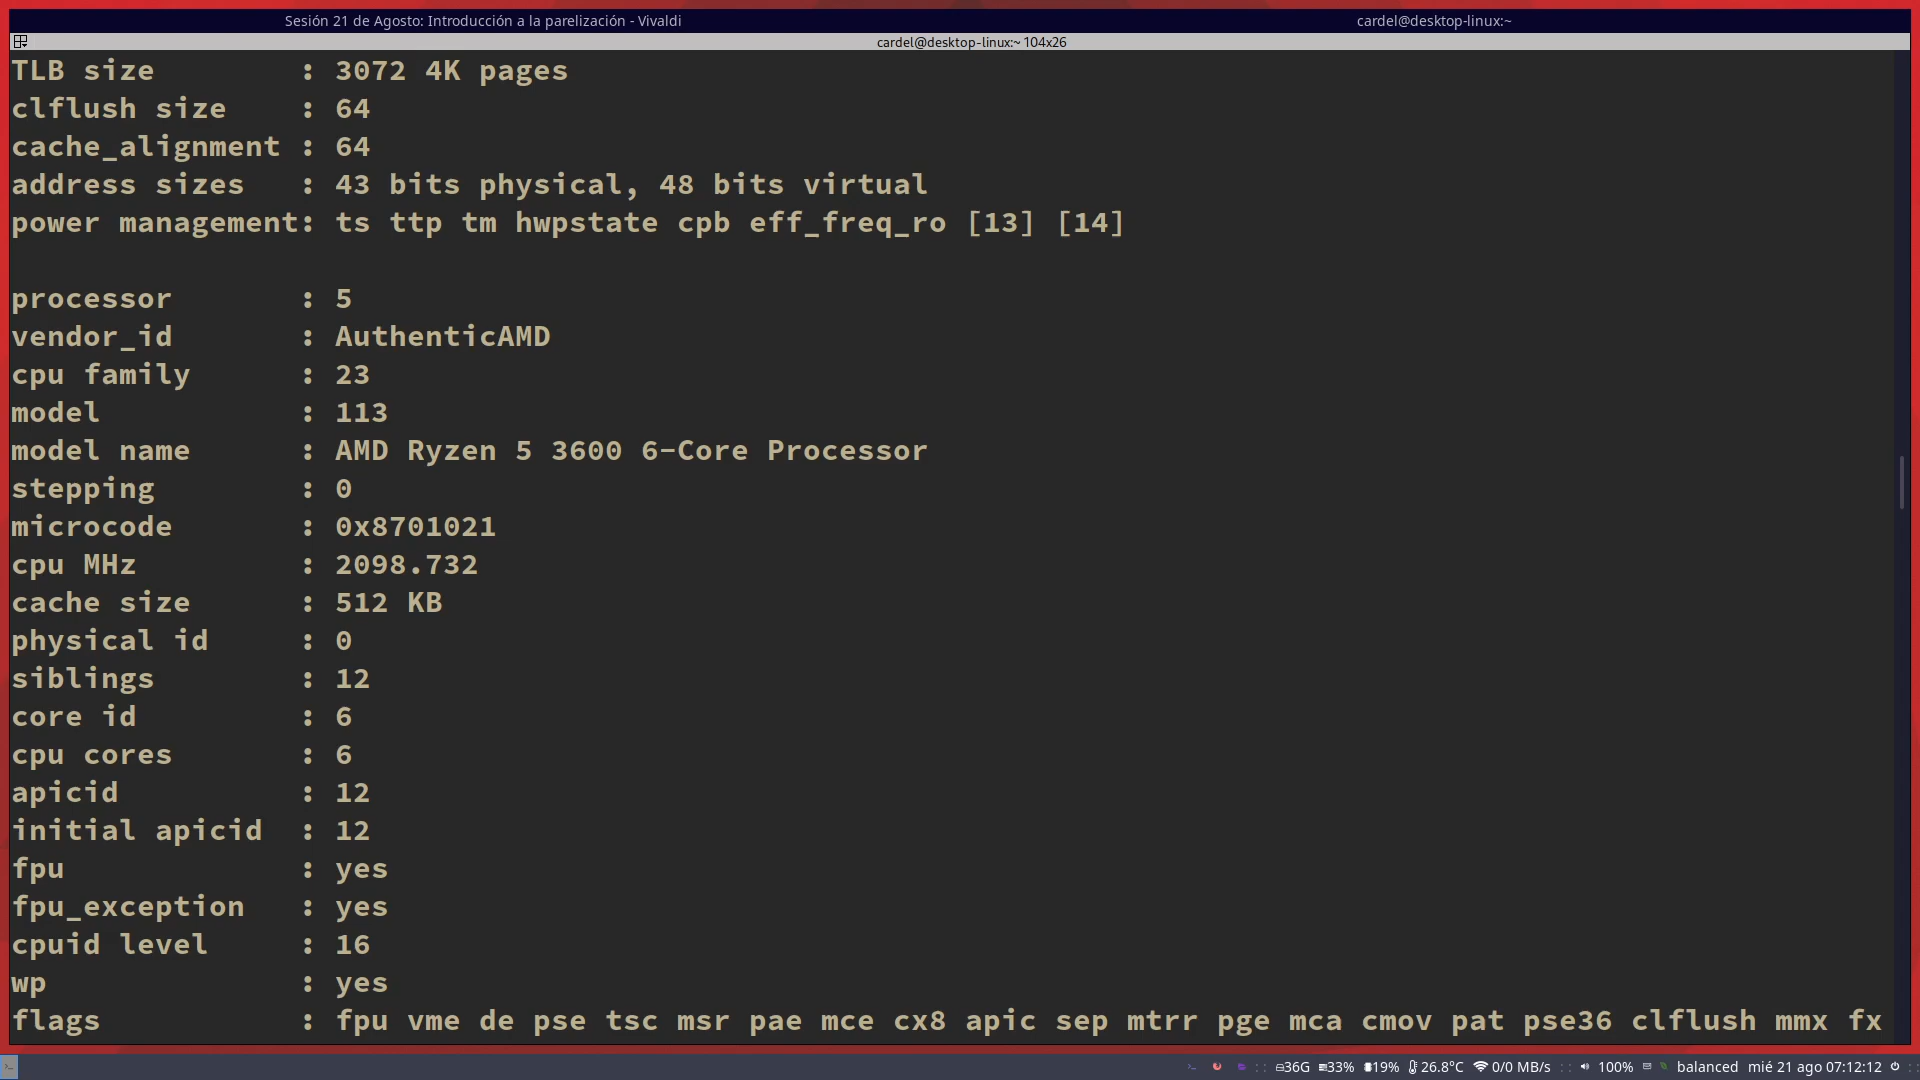 Sesión 21 de Agosto: Introducción a la parelización - Vivaldi
cardel@desktop-linux:~
cardel@desktop-linux:~ 104x26
TLB size : 3072 4K pages
clflush size : 64
cache_alignment : 64
address sizes : 43 bits physical, 48 bits virtual
power management: ts ttp tm hwpstate cpb eff_freq_ro [13] [14]
processor : 5
vendor_id : AuthenticAMD
cpu family : 23
model : 113
model name : AMD Ryzen 5 3600 6-Core Processor
stepping : 0
microcode : 0x8701021
cpu MHz : 2098.732
cache size : 512 KB
physical id : 0
siblings : 12
core id : 6
cpu cores : 6
apicid : 12
initial apicid : 12
fpu : yes
fpu_exception : yes
cpuid level : 16
wp : yes
flags : fpu vme de pse tsc msr pae mce cx8 apic sep mtrr pge mca cmov pat pse36 clflush mmx fx
36G 33% 19% 26.8°C 0/0 MB/s 100% balanced mié 21 ago 07:12:12